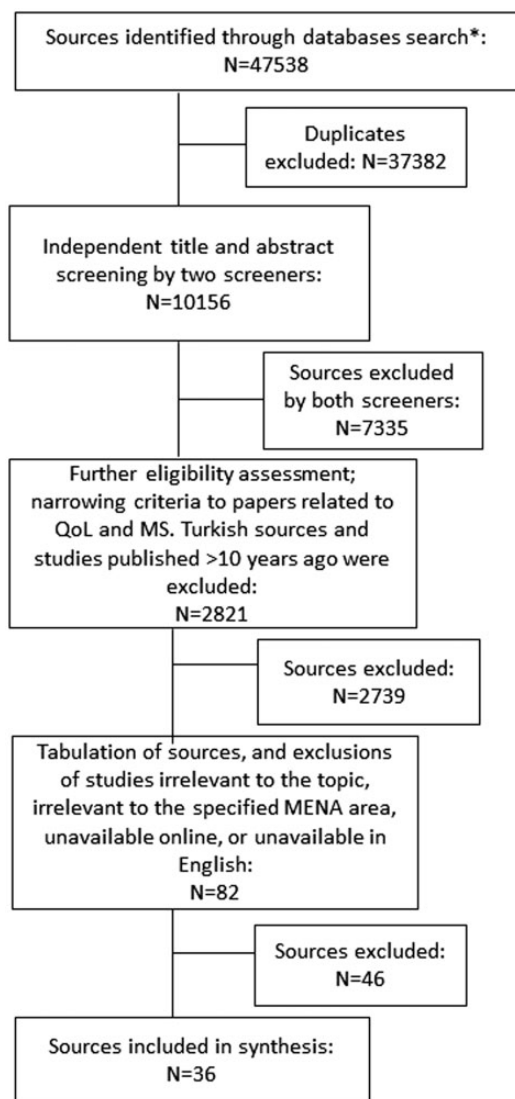 Sources identified through databases search*:
N=47538
Duplicates
excluded: N=37382
Independent title and abstract
screening by two screeners:
N=10156
Sources excluded
by both screeners:
N=7335
Further eligibility assessment;
narrowing criteria to papers related to
QoL and MS. Turkish sources and
studies published >10 years ago were
excluded:
N=2821
Sources excluded:
N=2739
Tabulation of sources, and exclusions
of studies irrelevant to the topic,
irrelevant to the specified MENA area,
unavailable online, or unavailable in
English:
N=82
Sources excluded:
N=46
Sources included in synthesis:
N=36